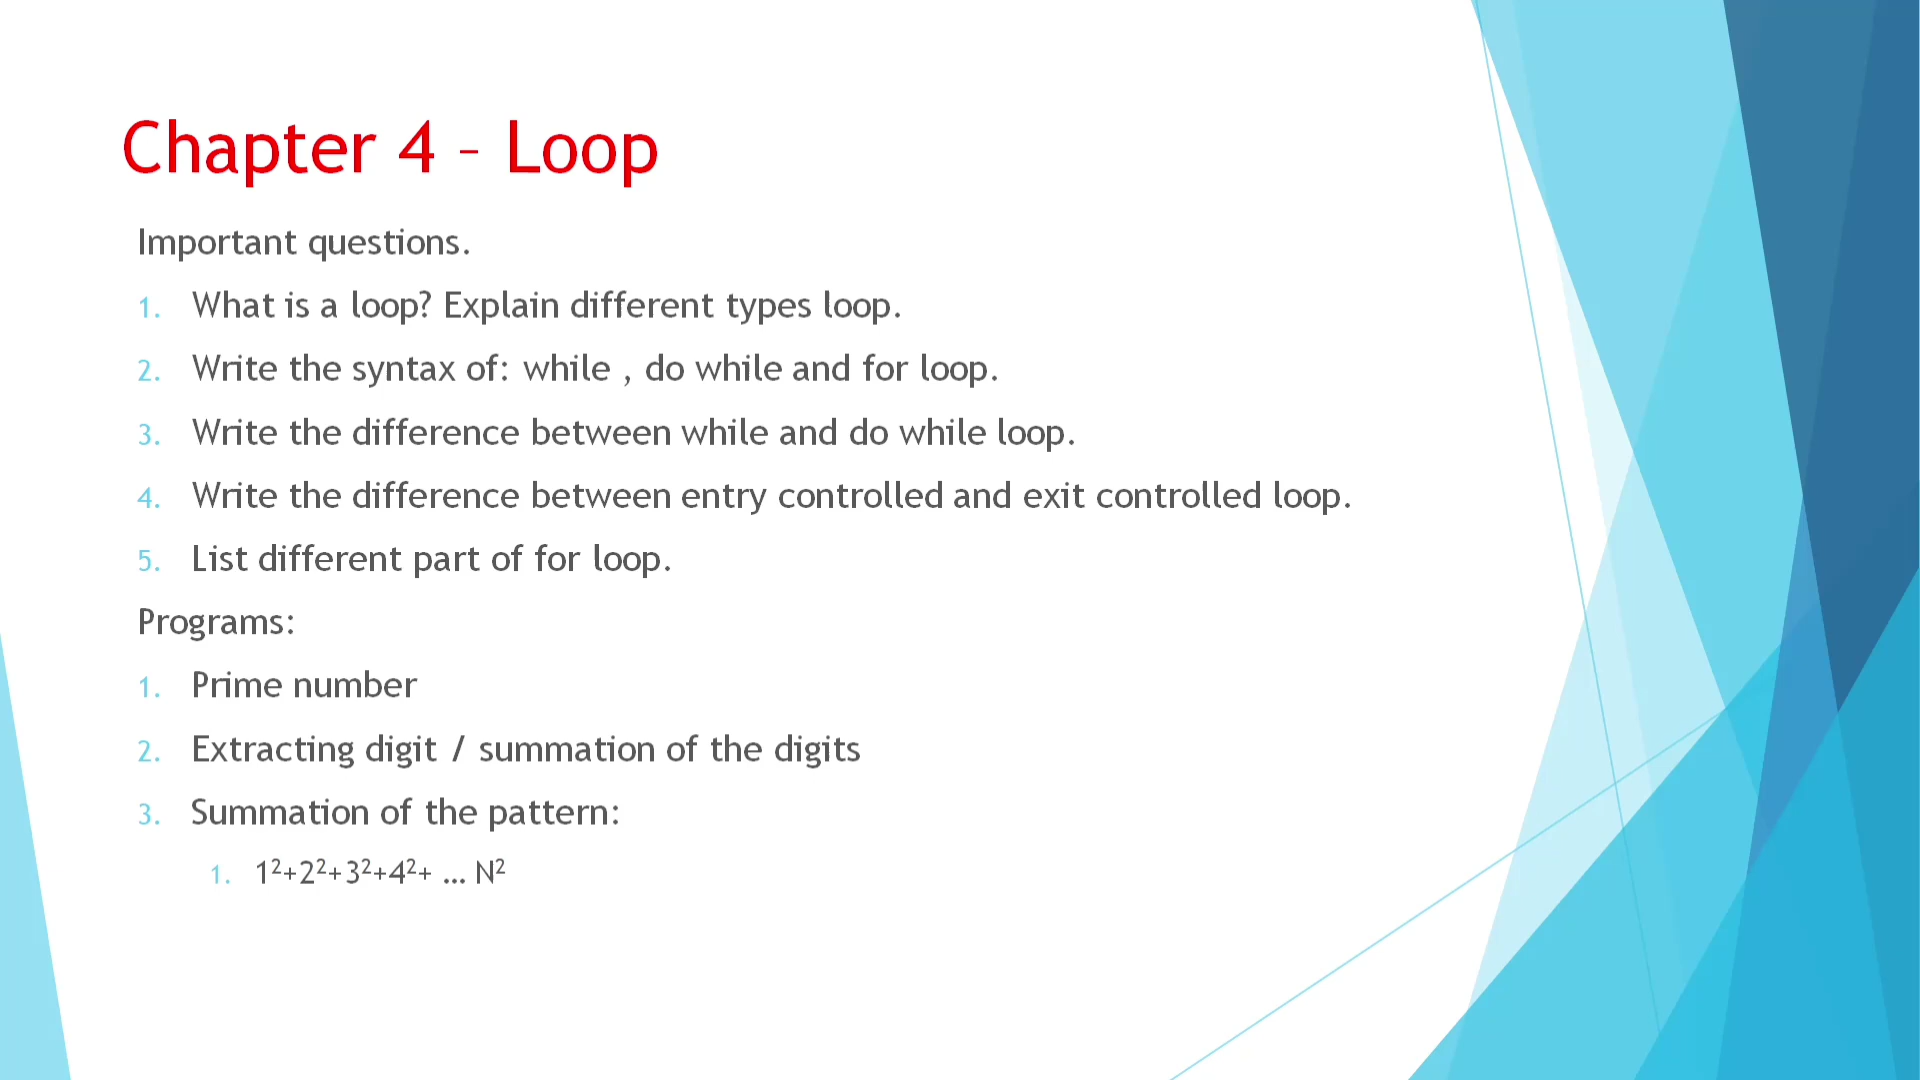 Chapter 4 – Loop
Important questions.
1. What is a loop? Explain different types loop.
2. Write the syntax of: while , do while and for loop.
3. Write the difference between while and do while loop.
4. Write the difference between entry controlled and exit controlled loop.
5. List different part of for loop.
Programs:
1. Prime number
2. Extracting digit / summation of the digits
3. Summation of the pattern:
1. 1²+2²+3²+4²+ … N²